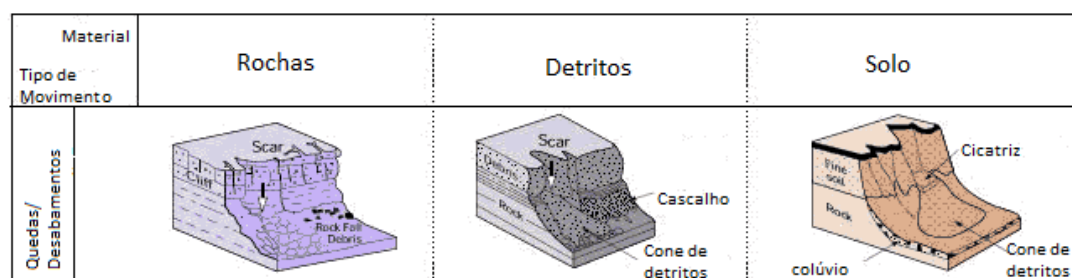 Material
Tipo de
Movimento
Rochas
Detritos
Solo
Quedas/
Desabamentos
Scar
Cliff
Rock Fall
Debris
Scar
Debris
Rock
Cascalho
Cone de
detritos
Cicatriz
Fine
soil
Rock
colúvio
Cone de
detritos